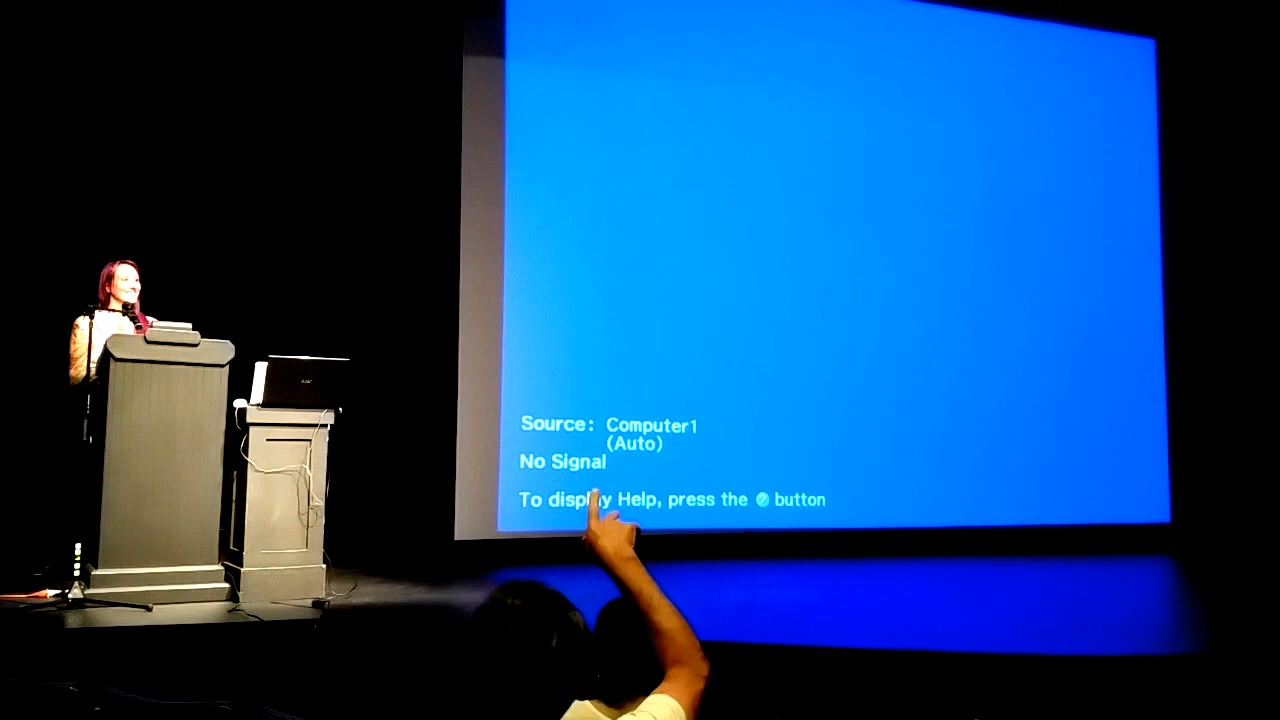 Source: Computer1
(Auto)
No Signal
To display Help, press the ? button